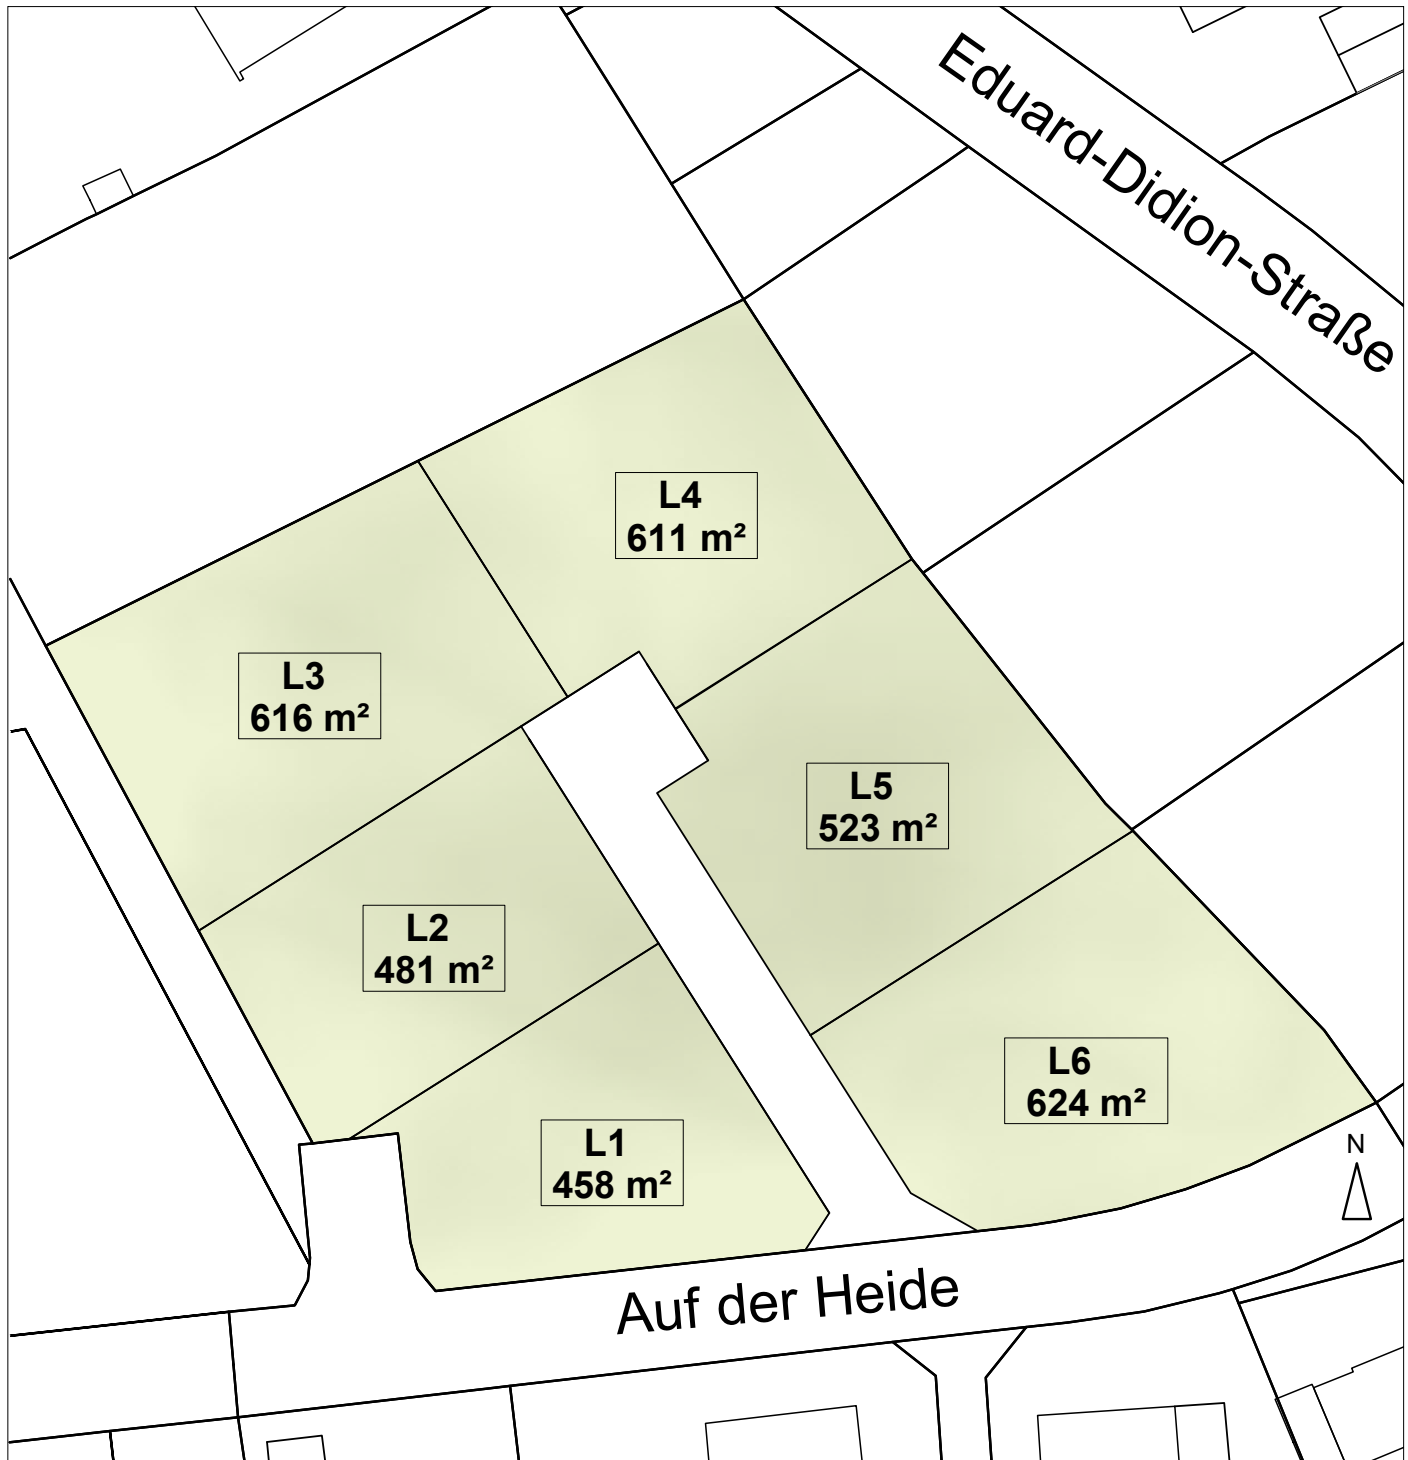 Eduard-Didion-Straße
L4
611 m²
L3
616 m²
L5
523 m²
L2
481 m²
L6
624 m²
L1
458 m²
N
Auf der Heide